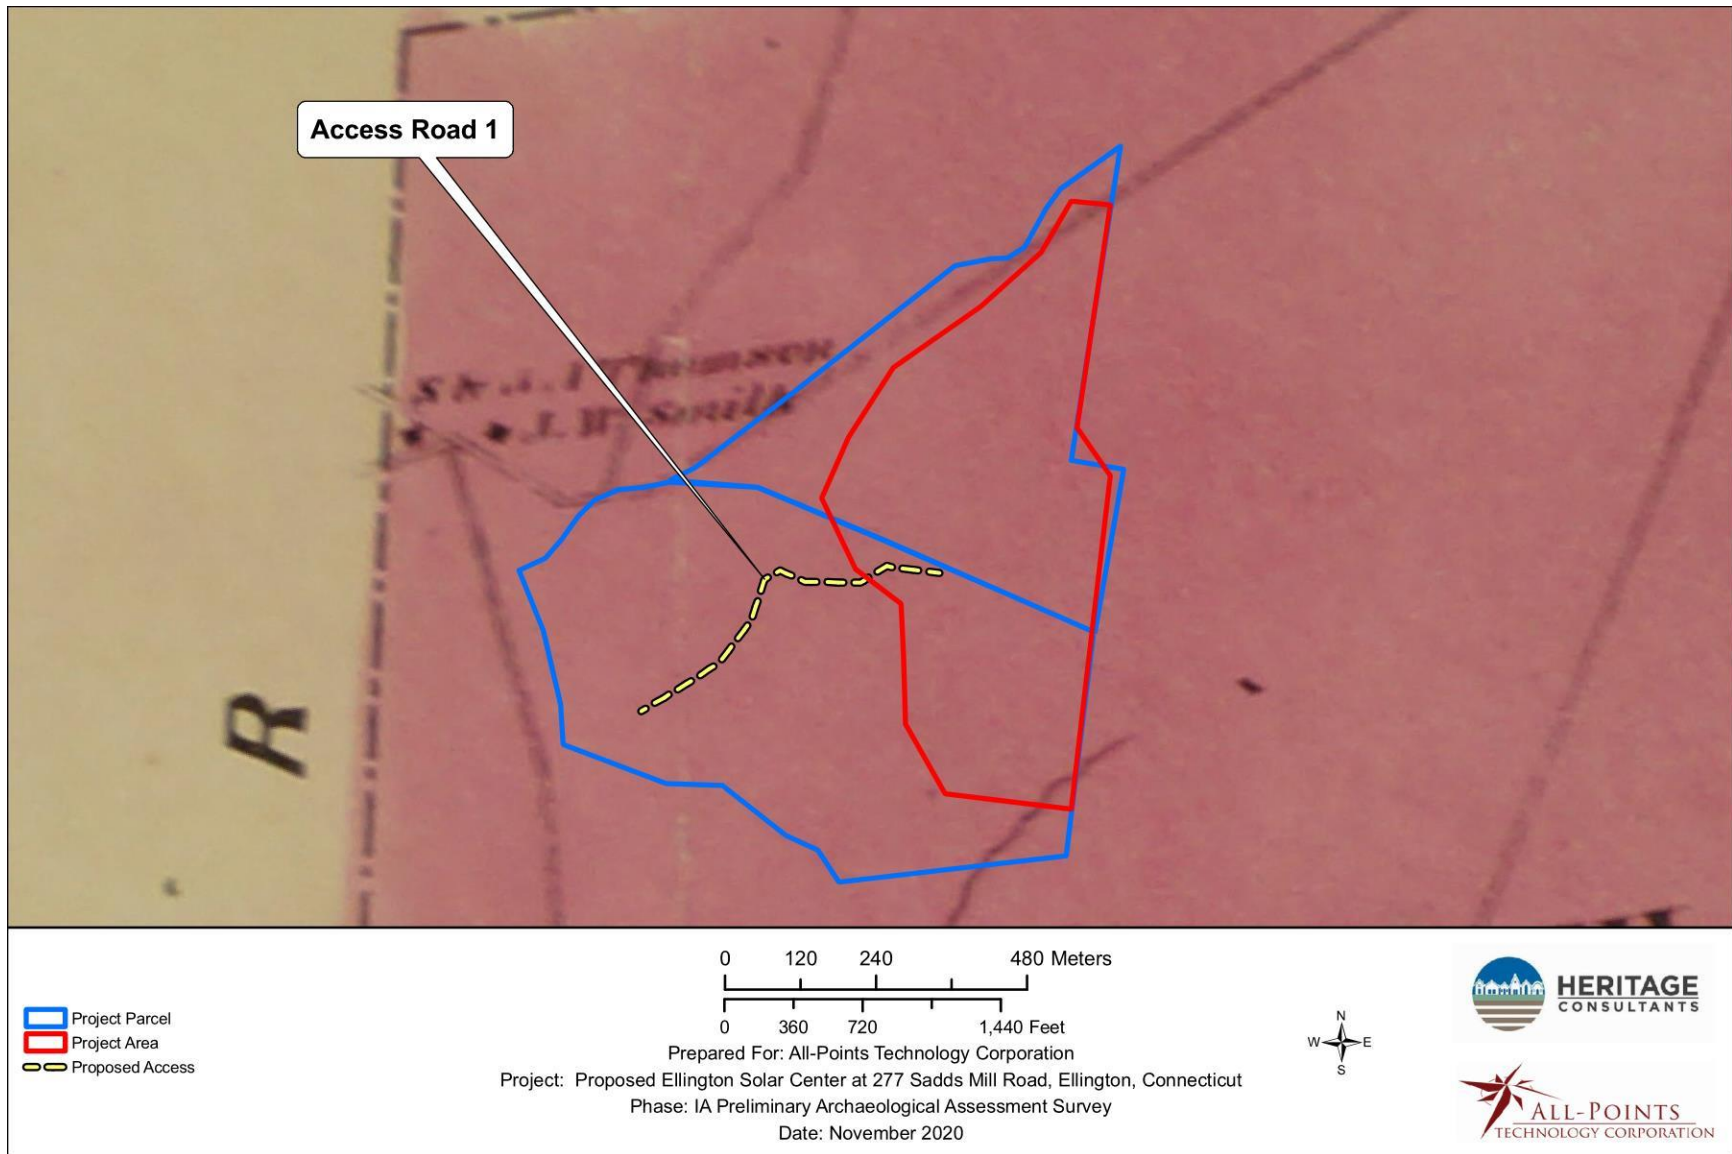 Access Road 1
J. W. Smith
R
0 120 240 480 Meters
0 360 720 1,440 Feet
Project Parcel
Project Area
Proposed Access
Prepared For: All-Points Technology Corporation
Project: Proposed Ellington Solar Center at 277 Sadds Mill Road, Ellington, Connecticut
Phase: IA Preliminary Archaeological Assessment Survey
Date: November 2020
N
W E
S
HERITAGE
CONSULTANTS
ALL-POINTS
TECHNOLOGY CORPORATION